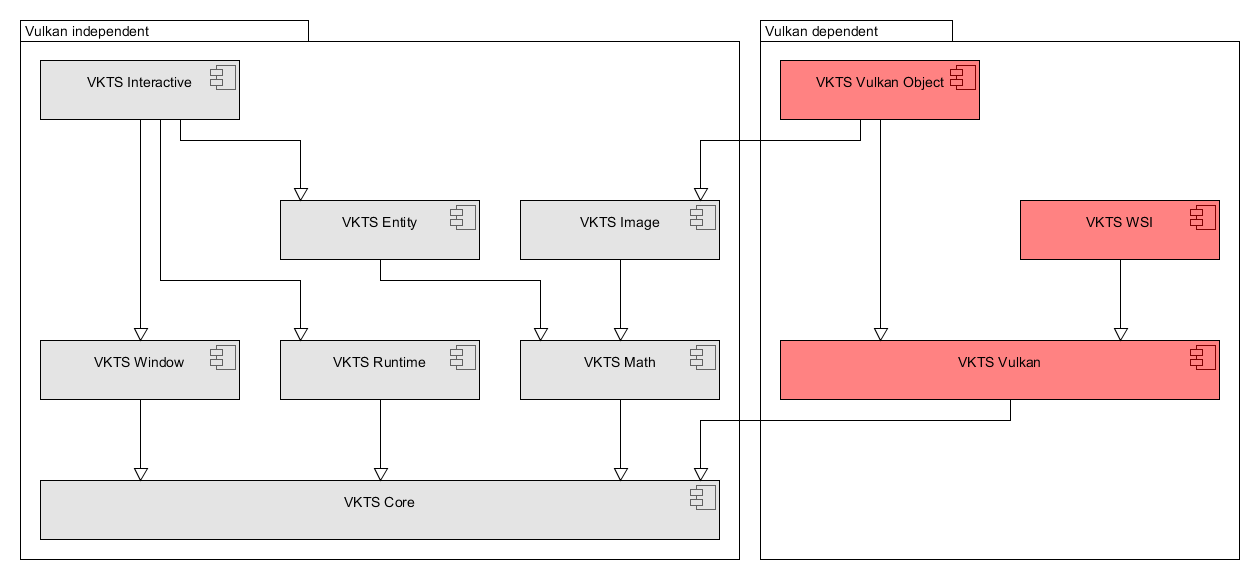 Vulkan independent
Vulkan dependent
VKTS Interactive
VKTS Vulkan Object
VKTS Entity
VKTS Image
VKTS WSI
VKTS Window
VKTS Runtime
VKTS Math
VKTS Vulkan
VKTS Core